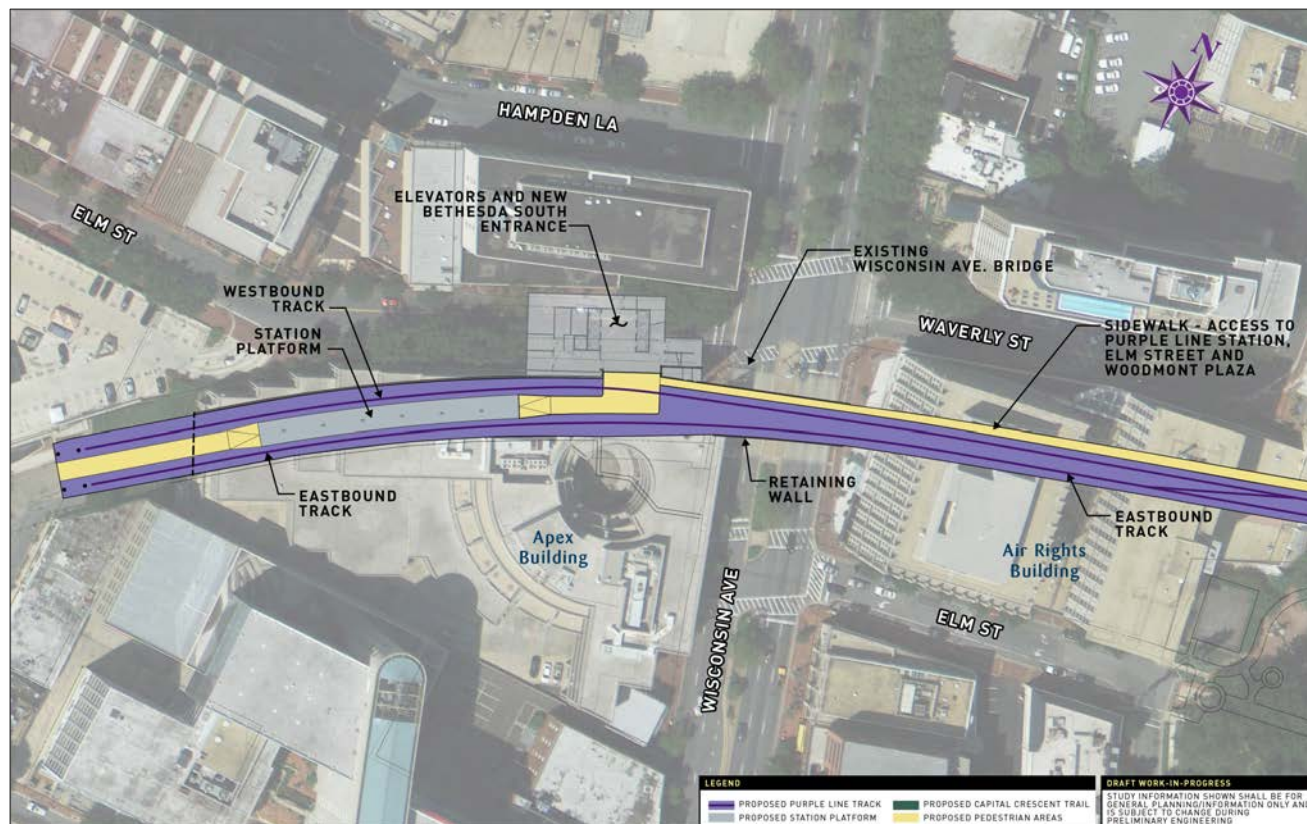 N
HAMPDEN LA
ELM ST
ELEVATORS AND NEW
BETHESDA SOUTH
ENTRANCE
EXISTING
WISCONSIN AVE. BRIDGE
WESTBOUND
TRACK
STATION
PLATFORM
WAVERLY ST
SIDEWALK - ACCESS TO
PURPLE LINE STATION,
ELM STREET AND
WOODMONT PLAZA
EASTBOUND
TRACK
RETAINING
WALL
EASTBOUND
TRACK
Apex
Building
Air Rights
Building
WISCONSIN AVE
ELM ST
LEGEND
PROPOSED PURPLE LINE TRACK
PROPOSED CAPITAL CRESCENT TRAIL
PROPOSED STATION PLATFORM
PROPOSED PEDESTRIAN AREAS
DRAFT WORK-IN-PROGRESS
STUDY INFORMATION SHOWN SHALL BE FOR
GENERAL PLANNING/INFORMATION ONLY AND
IS SUBJECT TO CHANGE DURING
PRELIMINARY ENGINEERING